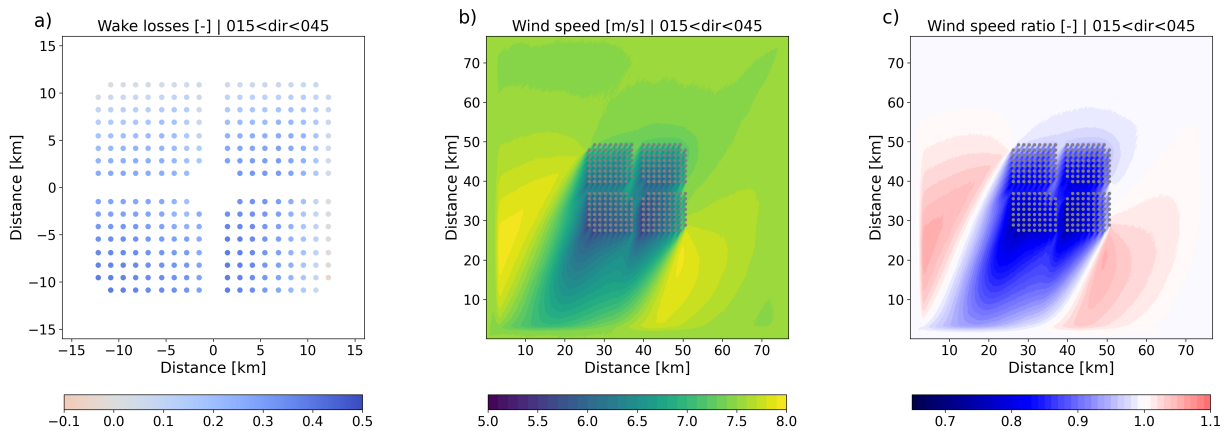 a)
Wake losses [-] | 015<dir<045
15
10
5
0
−5
−10
−15
Distance [km]
−15 −10 −5 0 5 10 15
Distance [km]
−0.1 0.0 0.1 0.2 0.3 0.4 0.5
b)
Wind speed [m/s] | 015<dir<045
70
60
50
40
30
20
10
Distance [km]
10 20 30 40 50 60 70
Distance [km]
5.0 5.5 6.0 6.5 7.0 7.5 8.0
c)
Wind speed ratio [-] | 015<dir<045
70
60
50
40
30
20
10
Distance [km]
10 20 30 40 50 60 70
Distance [km]
0.7 0.8 0.9 1.0 1.1